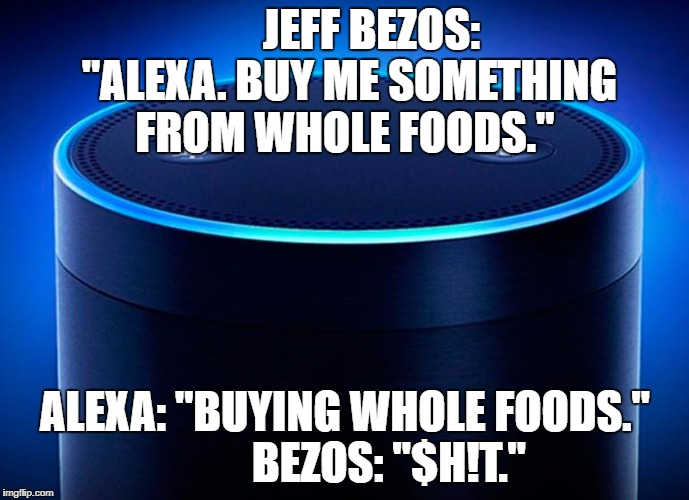 JEFF BEZOS:
"ALEXA. BUY ME SOMETHING
FROM WHOLE FOODS."
ALEXA: "BUYING WHOLE FOODS."
BEZOS: "$H!T."
imgflip.com